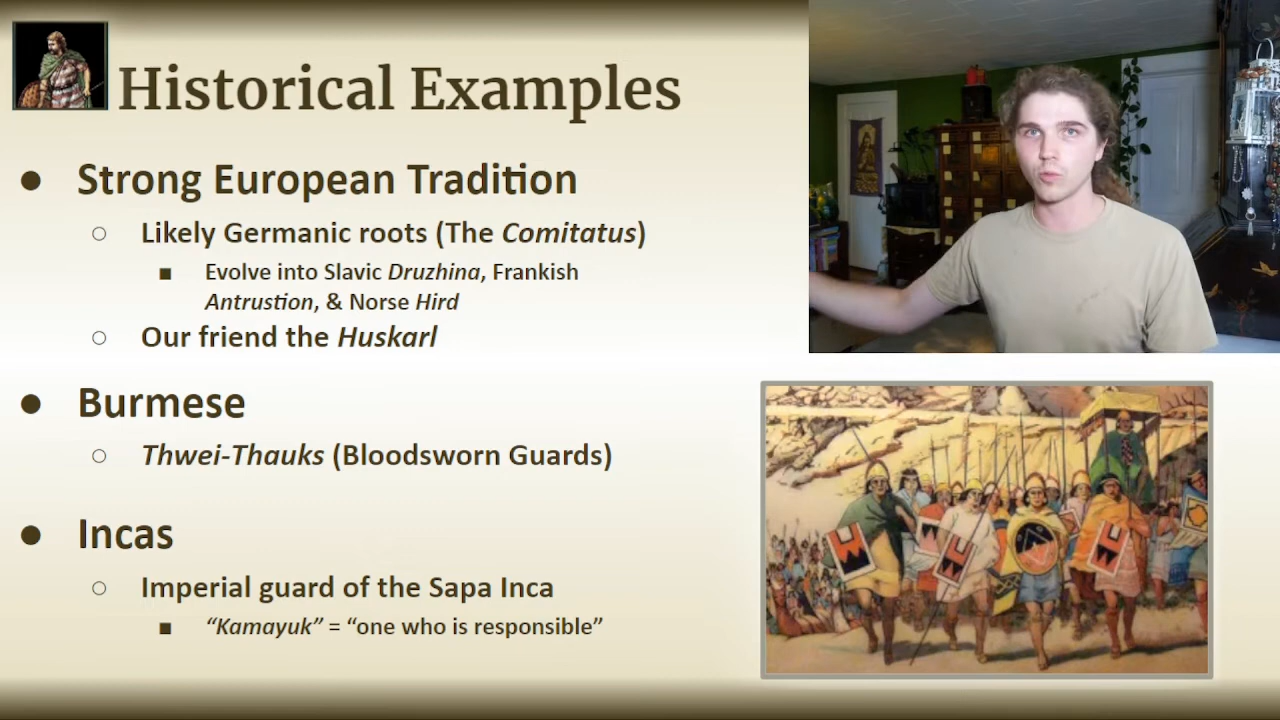 Historical Examples
● Strong European Tradition
○ Likely Germanic roots (The Comitatus)
■ Evolve into Slavic Druzhina, Frankish
Antrustion, & Norse Hird
○ Our friend the Huskarl
● Burmese
○ Thwei-Thauks (Bloodsworn Guards)
● Incas
○ Imperial guard of the Sapa Inca
■ “Kamayuk” = “one who is responsible”